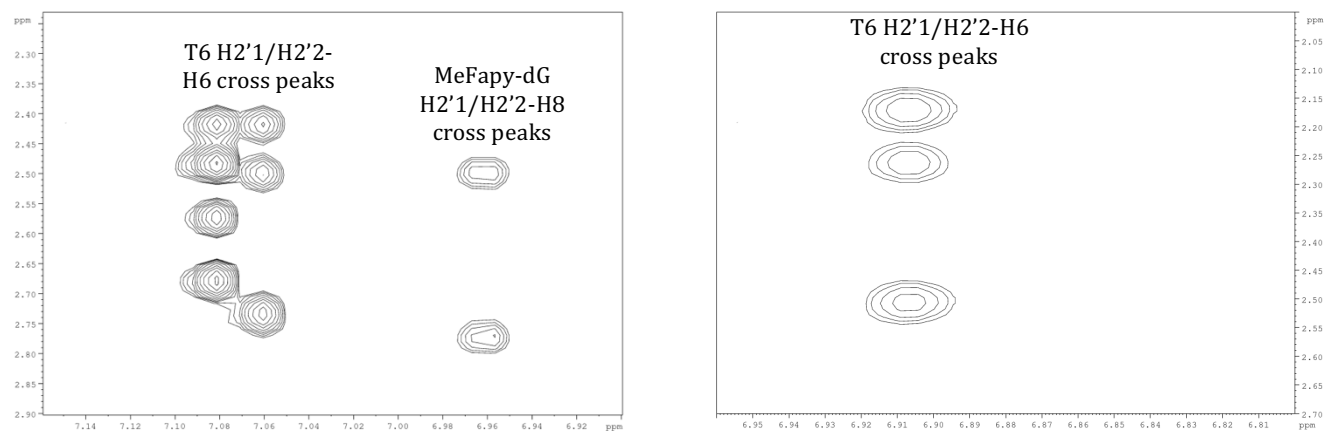 ppm
2.30
2.35
2.40
2.45
2.50
2.55
2.60
2.65
2.70
2.75
2.80
2.85
2.90
T6 H2’1/H2’2-
H6 cross peaks
MeFapy-dG
H2’1/H2’2-H8
cross peaks
7.14 7.12 7.10 7.08 7.06 7.04 7.02 7.00 6.98 6.96 6.94 6.92 ppm
T6 H2’1/H2’2-H6
cross peaks
ppm
2.05
2.10
2.15
2.20
2.25
2.30
2.35
2.40
2.45
2.50
2.55
2.60
2.65
2.70
6.95 6.94 6.93 6.92 6.91 6.90 6.89 6.88 6.87 6.86 6.85 6.84 6.83 6.82 6.81 ppm